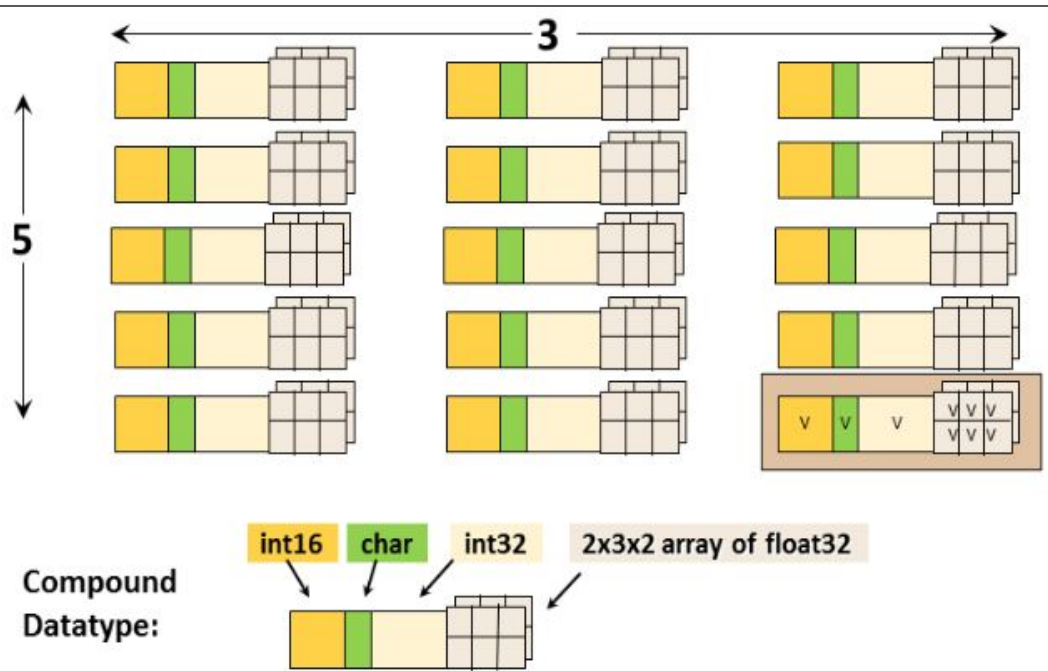 3
5
V V V V V V
V V V
int16 char int32 2x3x2 array of float32
Compound
Datatype: